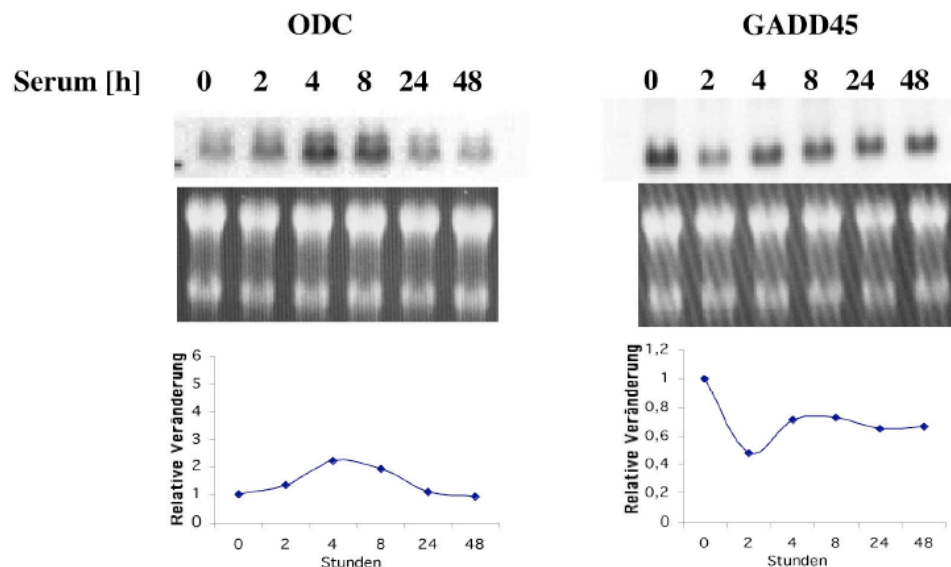 ODC GADD45
Serum [h] 0 2 4 8 24 48 0 2 4 8 24 48
Relative Veränderung
6
5
4
3
2
1
0
0 2 4 8 24 48
Stunden
Relative Veränderung
1,2
1
0,8
0,6
0,4
0,2
0
0 2 4 8 24 48
Stunden